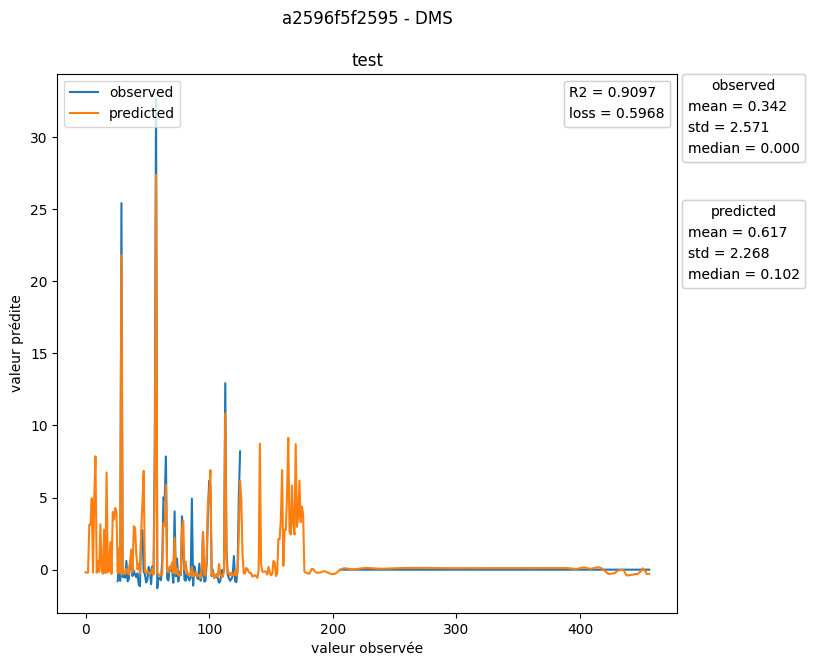 a2596f5f2595 - DMS
test
observed
predicted
R2 = 0.9097
loss = 0.5968
observed
mean = 0.342
std = 2.571
median = 0.000
predicted
mean = 0.617
std = 2.268
median = 0.102
valeur prédite
30
25
20
15
10
5
0
0
100
200
300
400
valeur observée